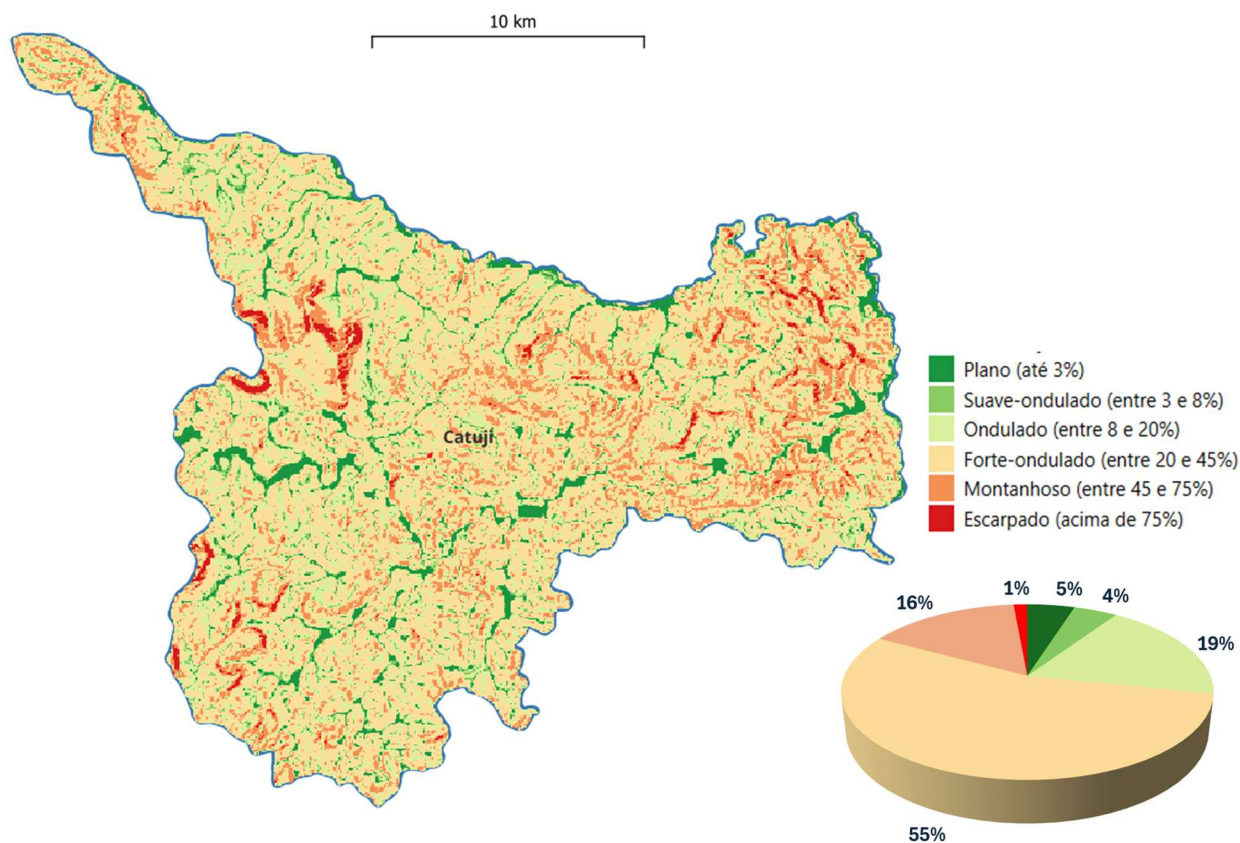 10 km
Catuji
Plano (até 3%)
Suave-ondulado (entre 3 e 8%)
Ondulado (entre 8 e 20%)
Forte-ondulado (entre 20 e 45%)
Montanhoso (entre 45 e 75%)
Escarpado (acima de 75%)
16%
1%
5%
4%
19%
55%